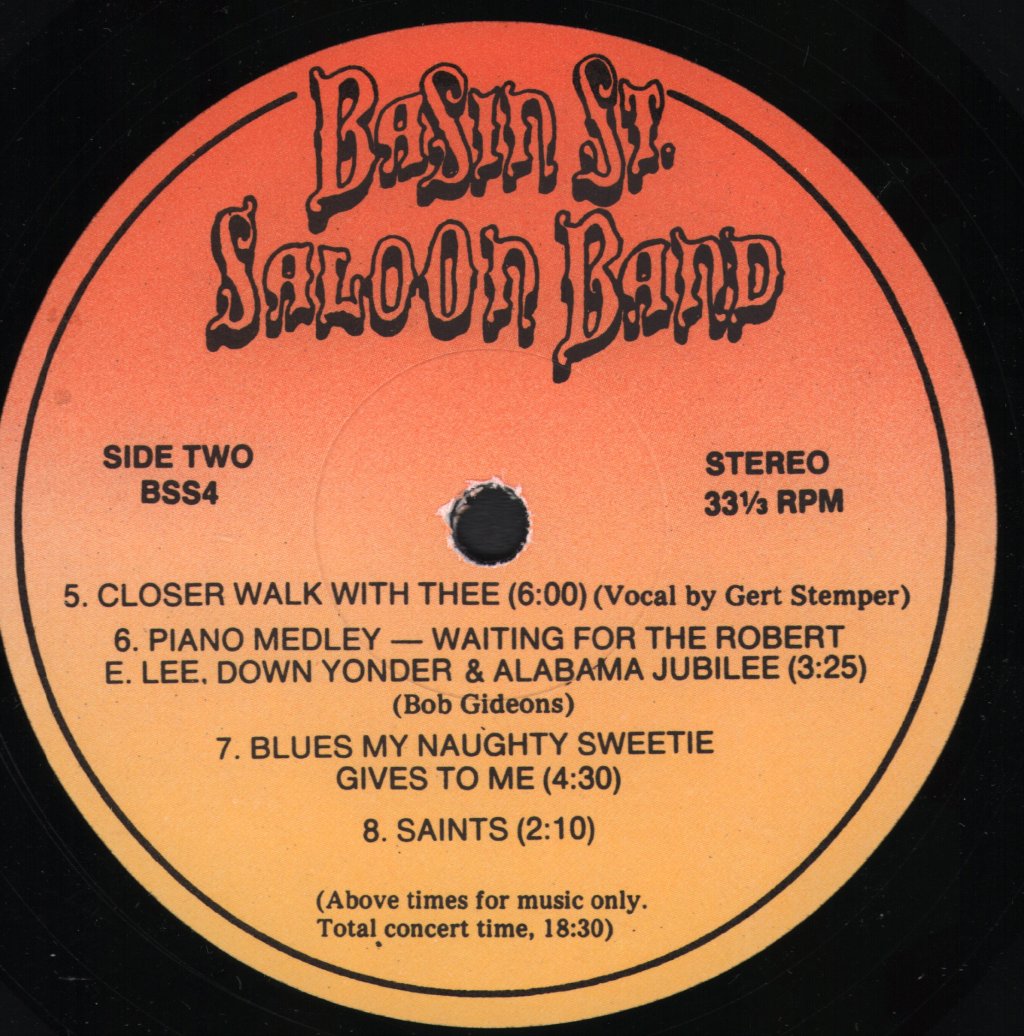 BASIN ST.
SALOON BAND
SIDE TWO
BSS4
STEREO
33⅓ RPM
5. CLOSER WALK WITH THEE (6:00) (Vocal by Gert Stemper)
6. PIANO MEDLEY — WAITING FOR THE ROBERT
E. LEE, DOWN YONDER & ALABAMA JUBILEE (3:25)
(Bob Gideons)
7. BLUES MY NAUGHTY SWEETIE
GIVES TO ME (4:30)
8. SAINTS (2:10)
(Above times for music only.
Total concert time, 18:30)